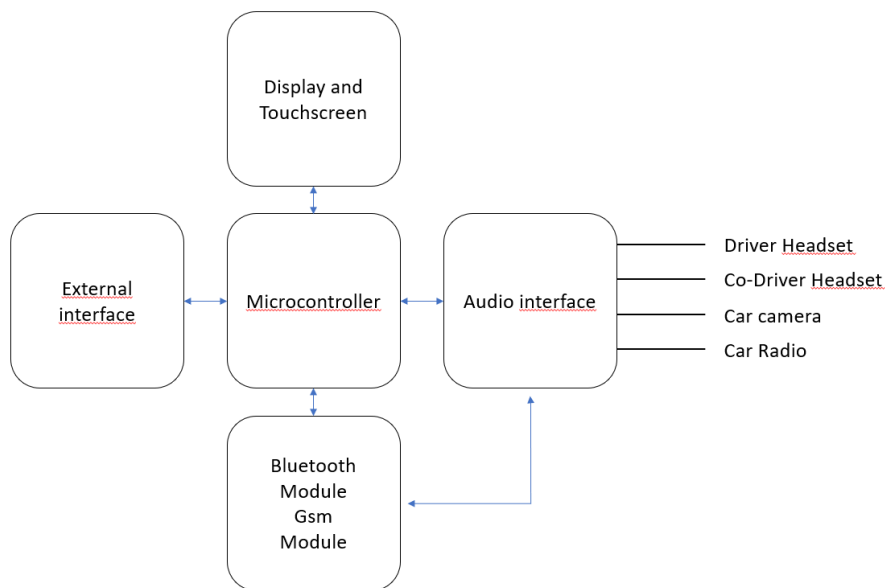 Display and
Touchscreen
External
interface
Microcontroller
Audio interface
Driver Headset
Co-Driver Headset
Car camera
Car Radio
Bluetooth
Module
Gsm
Module